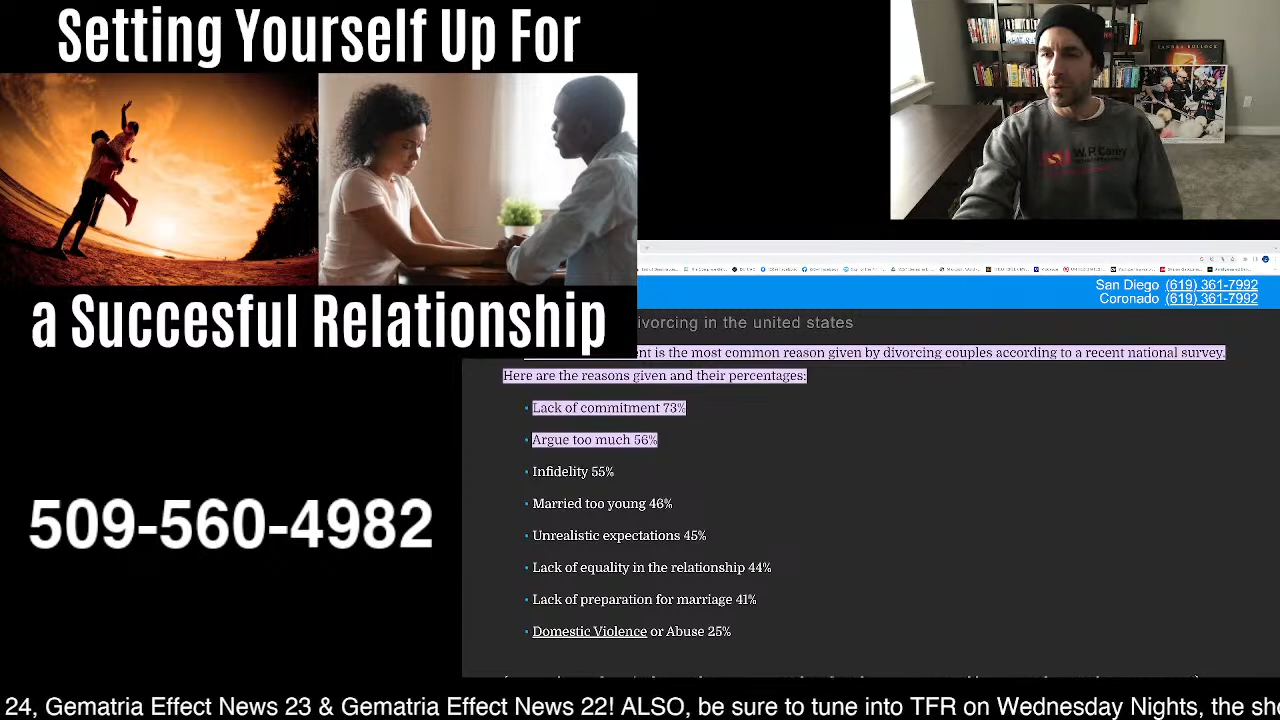 Setting Yourself Up For
a Succesful Relationship
SANDRA BULLOCK
W. P. Carey
San Diego (619) 361-7992
Coronado (619) 361-7992
ivorcing in the united states
nt is the most common reason given by divorcing couples according to a recent national survey.
Here are the reasons given and their percentages:
• Lack of commitment 73%
• Argue too much 56%
• Infidelity 55%
• Married too young 46%
• Unrealistic expectations 45%
• Lack of equality in the relationship 44%
• Lack of preparation for marriage 41%
• Domestic Violence or Abuse 25%
509-560-4982
24, Gematria Effect News 23 & Gematria Effect News 22! ALSO, be sure to tune into TFR on Wednesday Nights, the sh